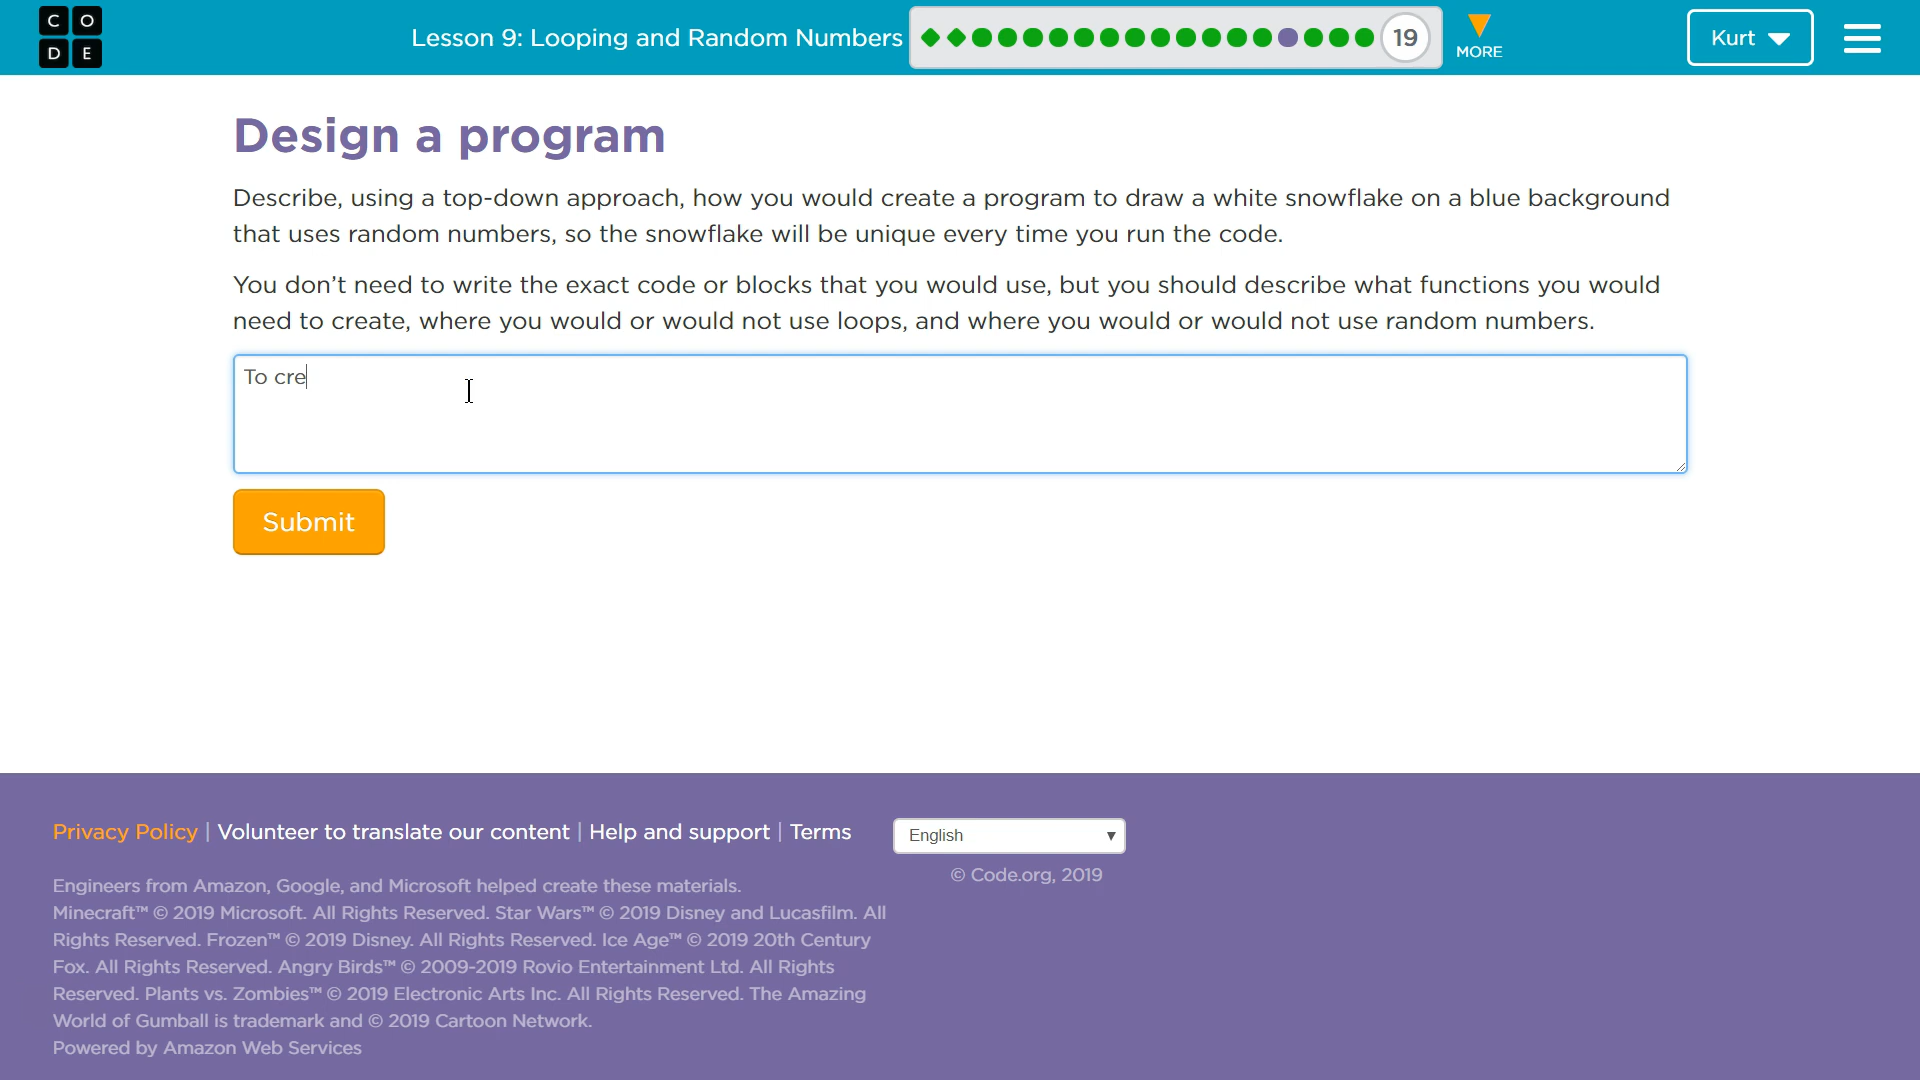 C O
D E
Lesson 9: Looping and Random Numbers
19
MORE
Kurt
Design a program
Describe, using a top-down approach, how you would create a program to draw a white snowflake on a blue background
that uses random numbers, so the snowflake will be unique every time you run the code.
You don’t need to write the exact code or blocks that you would use, but you should describe what functions you would
need to create, where you would or would not use loops, and where you would or would not use random numbers.
To cre
Submit
Privacy Policy | Volunteer to translate our content | Help and support | Terms
English
© Code.org, 2019
Engineers from Amazon, Google, and Microsoft helped create these materials.
Minecraft™ © 2019 Microsoft. All Rights Reserved. Star Wars™ © 2019 Disney and Lucasfilm. All
Rights Reserved. Frozen™ © 2019 Disney. All Rights Reserved. Ice Age™ © 2019 20th Century
Fox. All Rights Reserved. Angry Birds™ © 2009-2019 Rovio Entertainment Ltd. All Rights
Reserved. Plants vs. Zombies™ © 2019 Electronic Arts Inc. All Rights Reserved. The Amazing
World of Gumball is trademark and © 2019 Cartoon Network.
Powered by Amazon Web Services